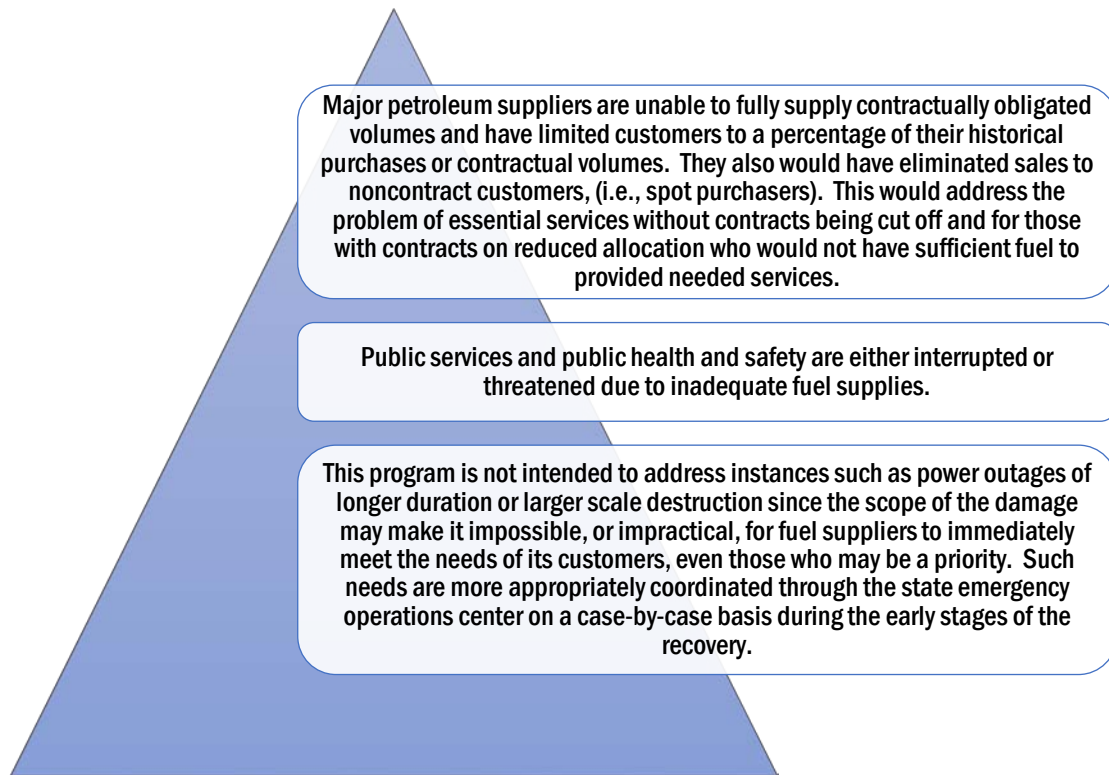 Major petroleum suppliers are unable to fully supply contractually obligated
volumes and have limited customers to a percentage of their historical
purchases or contractual volumes. They also would have eliminated sales to
noncontract customers, (i.e., spot purchasers). This would address the
problem of essential services without contracts being cut off and for those
with contracts on reduced allocation who would not have sufficient fuel to
provided needed services.
Public services and public health and safety are either interrupted or
threatened due to inadequate fuel supplies.
This program is not intended to address instances such as power outages of
longer duration or larger scale destruction since the scope of the damage
may make it impossible, or impractical, for fuel suppliers to immediately
meet the needs of its customers, even those who may be a priority. Such
needs are more appropriately coordinated through the state emergency
operations center on a case-by-case basis during the early stages of the
recovery.